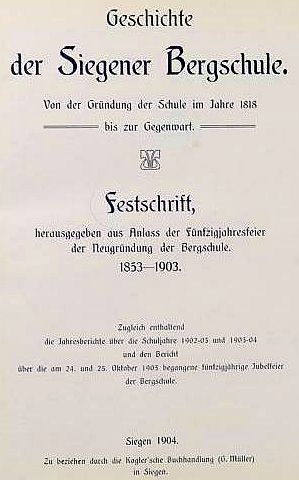 Geschichte
der Siegener Bergschule.
Von der Gründung der Schule im Jahre 1818
bis zur Gegenwart.
Festschrift,
herausgegeben aus Anlass der Fünfzigjahresfeier
der Neugründung der Bergschule.
1853—1903.
Zugleich enthaltend
die Jahresberichte über die Schuljahre 1902-03 und 1903-04
und den Bericht
über die am 24. und 25. Oktober 1903 begangene fünfzigjährige Jubelfeier
der Bergschule.
Siegen 1904.
Zu beziehen durch die Kogler'sche Buchhandlung (G. Müller)
in Siegen.